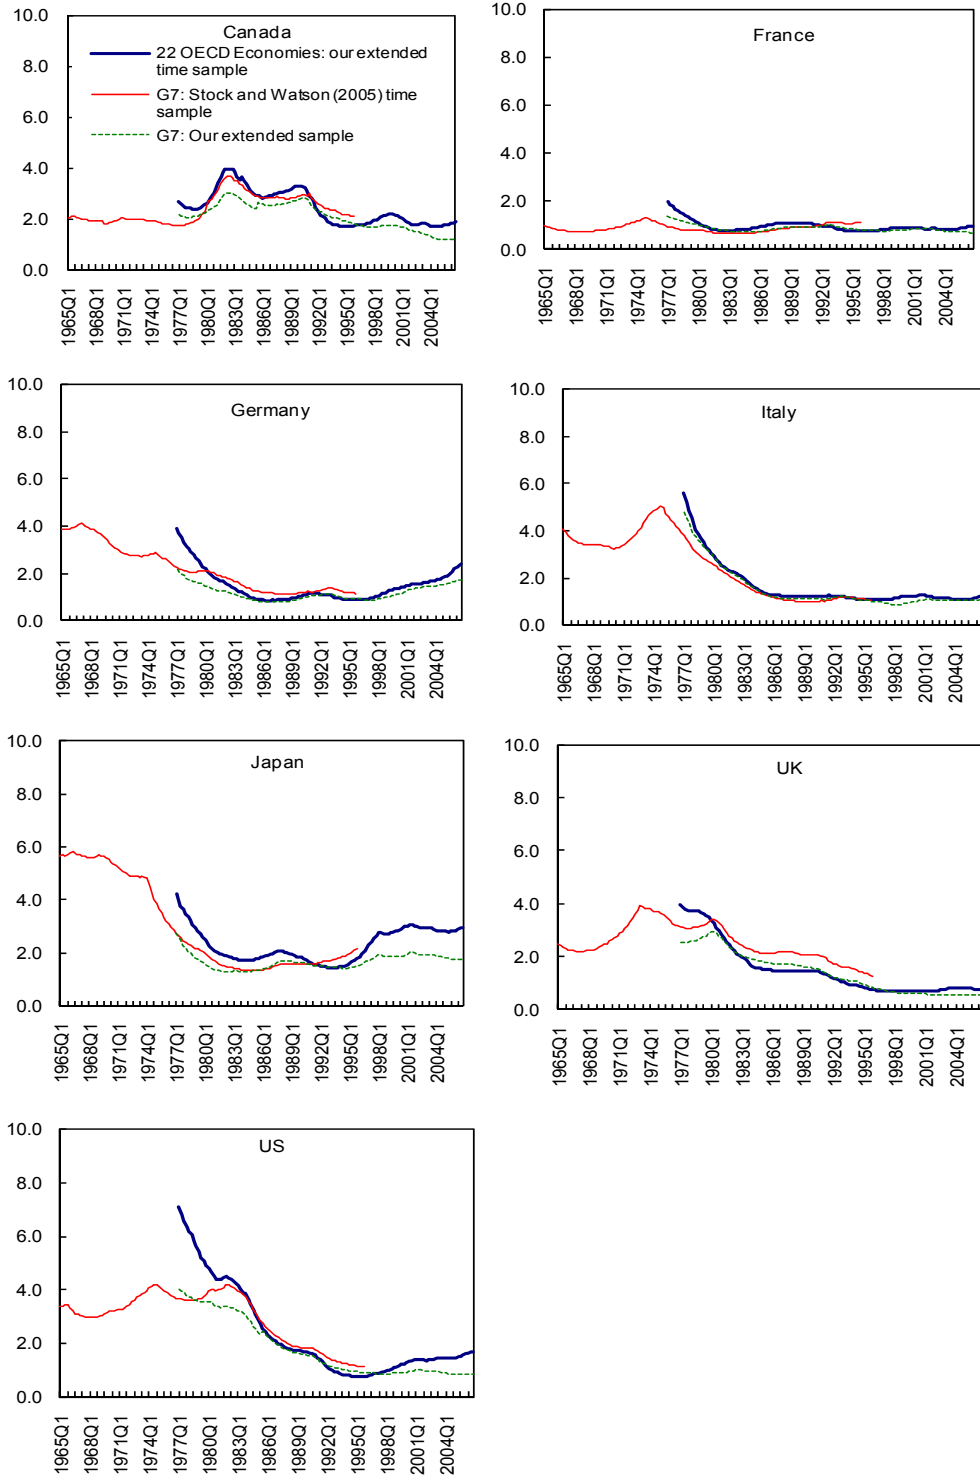 Canada
22 OECD Economies: our extended
time sample
G7: Stock and Watson (2005) time
sample
G7: Our extended sample
10.0
8.0
6.0
4.0
2.0
0.0
1965Q1
1968Q1
1971Q1
1974Q1
1977Q1
1980Q1
1983Q1
1986Q1
1989Q1
1992Q1
1995Q1
1998Q1
2001Q1
2004Q1
France
10.0
8.0
6.0
4.0
2.0
0.0
1965Q1
1968Q1
1971Q1
1974Q1
1977Q1
1980Q1
1983Q1
1986Q1
1989Q1
1992Q1
1995Q1
1998Q1
2001Q1
2004Q1
Germany
10.0
8.0
6.0
4.0
2.0
0.0
1965Q1
1968Q1
1971Q1
1974Q1
1977Q1
1980Q1
1983Q1
1986Q1
1989Q1
1992Q1
1995Q1
1998Q1
2001Q1
2004Q1
Italy
10.0
8.0
6.0
4.0
2.0
0.0
1965Q1
1968Q1
1971Q1
1974Q1
1977Q1
1980Q1
1983Q1
1986Q1
1989Q1
1992Q1
1995Q1
1998Q1
2001Q1
2004Q1
Japan
10.0
8.0
6.0
4.0
2.0
0.0
1965Q1
1968Q1
1971Q1
1974Q1
1977Q1
1980Q1
1983Q1
1986Q1
1989Q1
1992Q1
1995Q1
1998Q1
2001Q1
2004Q1
UK
10.0
8.0
6.0
4.0
2.0
0.0
1965Q1
1968Q1
1971Q1
1974Q1
1977Q1
1980Q1
1983Q1
1986Q1
1989Q1
1992Q1
1995Q1
1998Q1
2001Q1
2004Q1
US
10.0
8.0
6.0
4.0
2.0
0.0
1965Q1
1968Q1
1971Q1
1974Q1
1977Q1
1980Q1
1983Q1
1986Q1
1989Q1
1992Q1
1995Q1
1998Q1
2001Q1
2004Q1